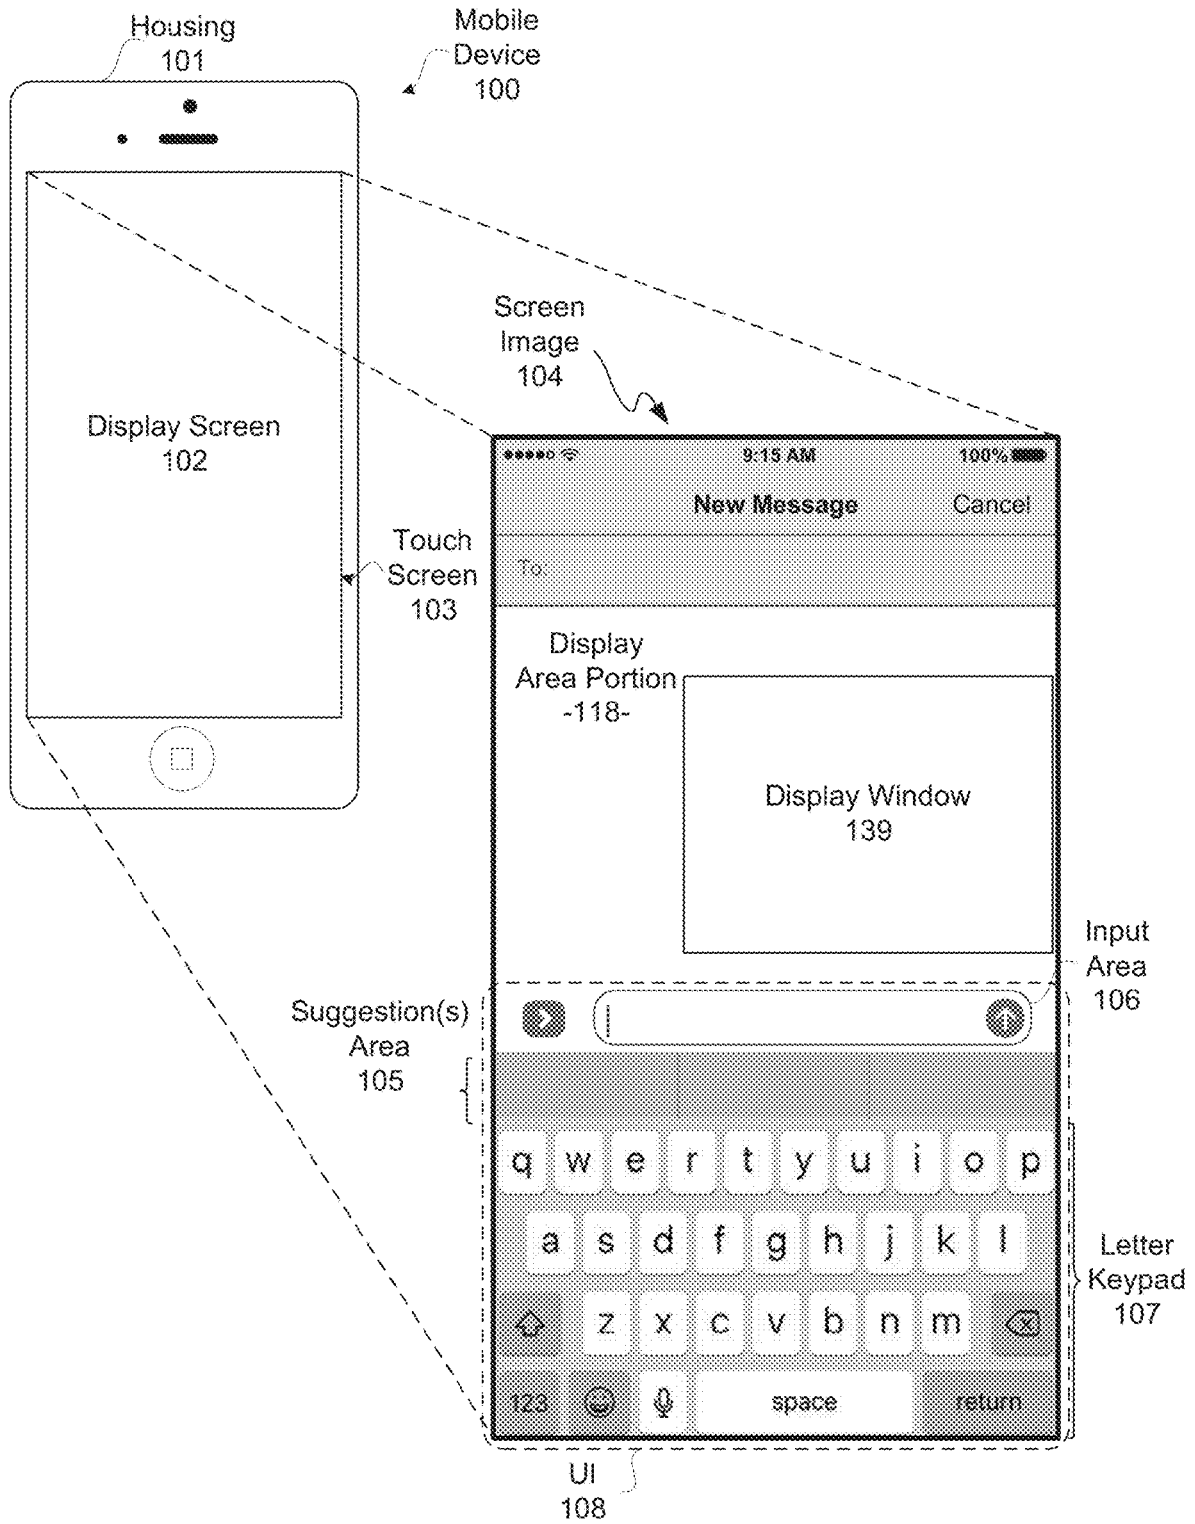 Housing
101
Mobile
Device
100
Display Screen
102
Touch
Screen
103
Screen
Image
104
9:15 AM
100%
New Message
Cancel
To:
Display
Area Portion
-118-
Display Window
139
Input
Area
106
Suggestion(s)
Area
105
q w e r t y u i o p
a s d f g h j k l
z x c v b n m
123 space return
Letter
Keypad
107
UI
108